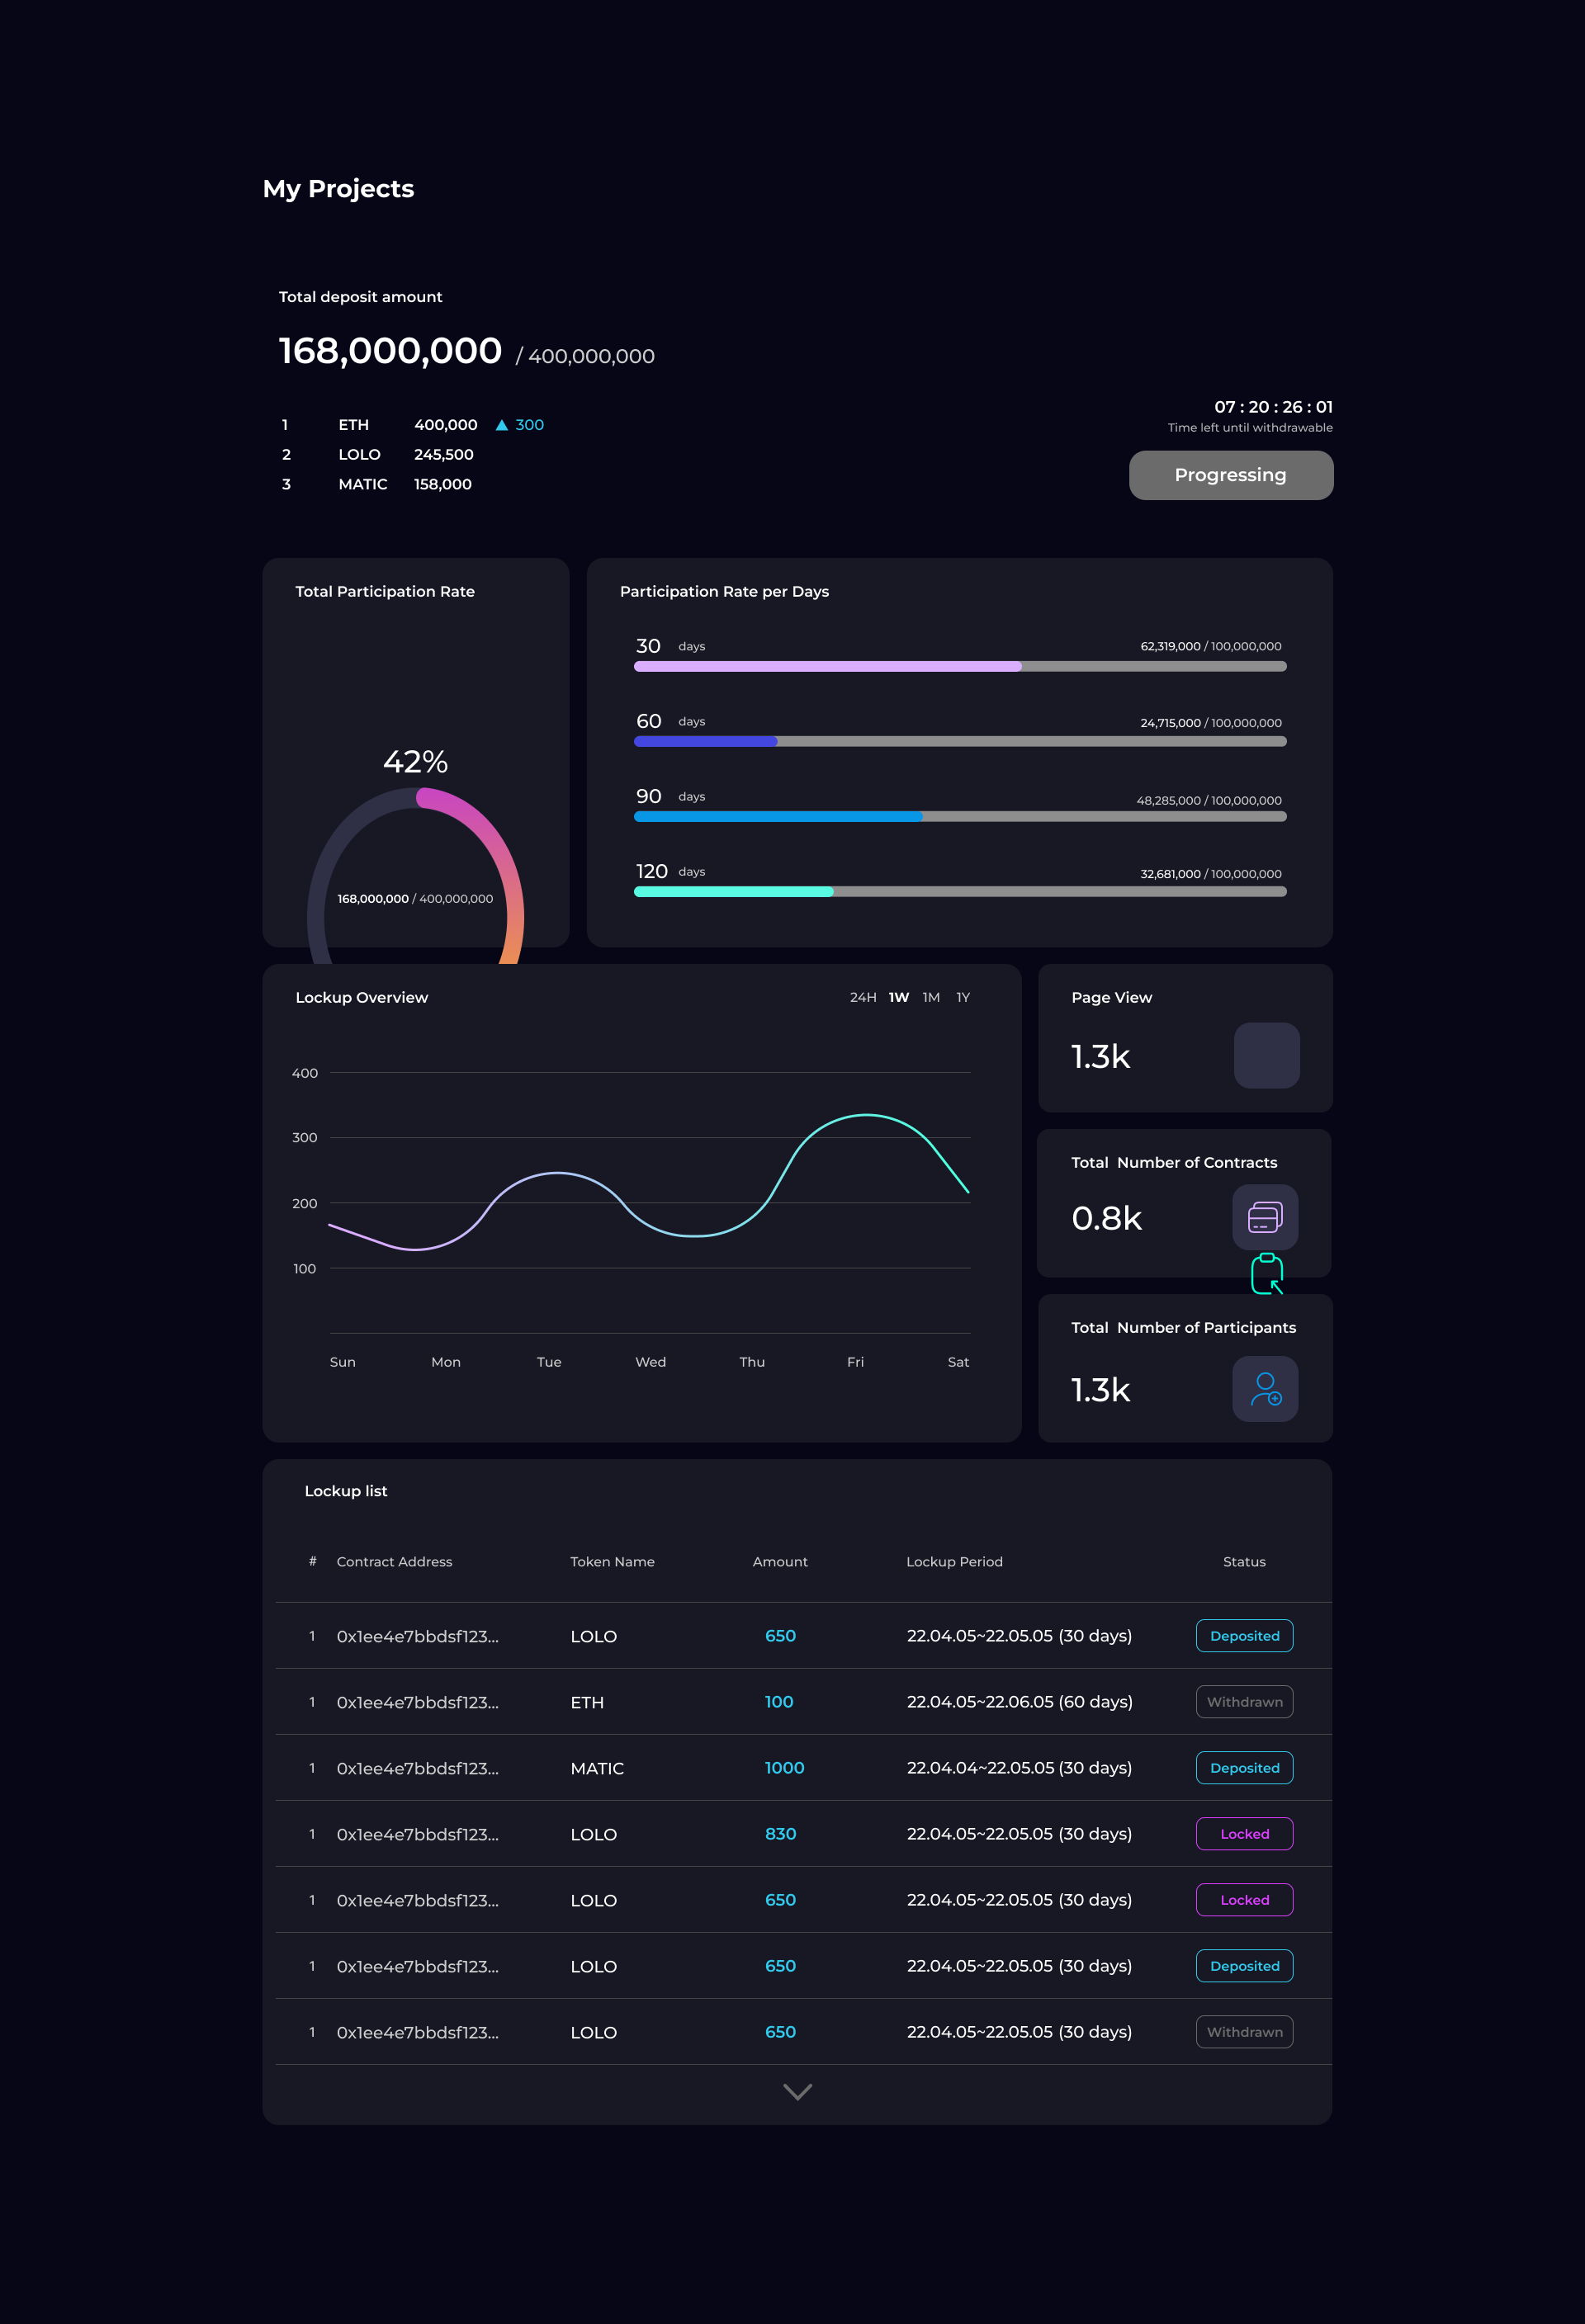 My Projects
Total deposit amount
168,000,000 / 400,000,000
1 ETH 400,000 ▲ 300
2 LOLO 245,500
3 MATIC 158,000
07 : 20 : 26 : 01
Time left until withdrawable
Progressing
Total Participation Rate
42%
168,000,000 / 400,000,000
Participation Rate per Days
30 days 62,319,000 / 100,000,000
60 days 24,715,000 / 100,000,000
90 days 48,285,000 / 100,000,000
120 days 32,681,000 / 100,000,000
Lockup Overview
24H 1W 1M 1Y
400
300
200
100
Sun Mon Tue Wed Thu Fri Sat
Page View
1.3k
Total Number of Contracts
0.8k
Total Number of Participants
1.3k
Lockup list
# Contract Address Token Name Amount Lockup Period Status
1 0x1ee4e7bbdsf123... LOLO 650 22.04.05~22.05.05 (30 days) Deposited
1 0x1ee4e7bbdsf123... ETH 100 22.04.05~22.06.05 (60 days) Withdrawn
1 0x1ee4e7bbdsf123... MATIC 1000 22.04.04~22.05.05 (30 days) Deposited
1 0x1ee4e7bbdsf123... LOLO 830 22.04.05~22.05.05 (30 days) Locked
1 0x1ee4e7bbdsf123... LOLO 650 22.04.05~22.05.05 (30 days) Locked
1 0x1ee4e7bbdsf123... LOLO 650 22.04.05~22.05.05 (30 days) Deposited
1 0x1ee4e7bbdsf123... LOLO 650 22.04.05~22.05.05 (30 days) Withdrawn